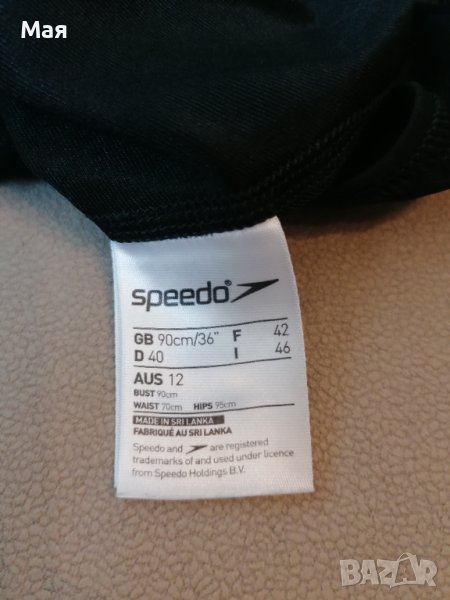 Мая
speedo®
GB 90cm/36" F 42
D 40 I 46
AUS 12
BUST 90cm
WAIST 70cm HIPS 95cm
MADE IN SRI LANKA
FABRIQUÉ AU SRI LANKA
Speedo and are registered
trademarks of and used under licence
from Speedo Holdings B.V.
BAZAR